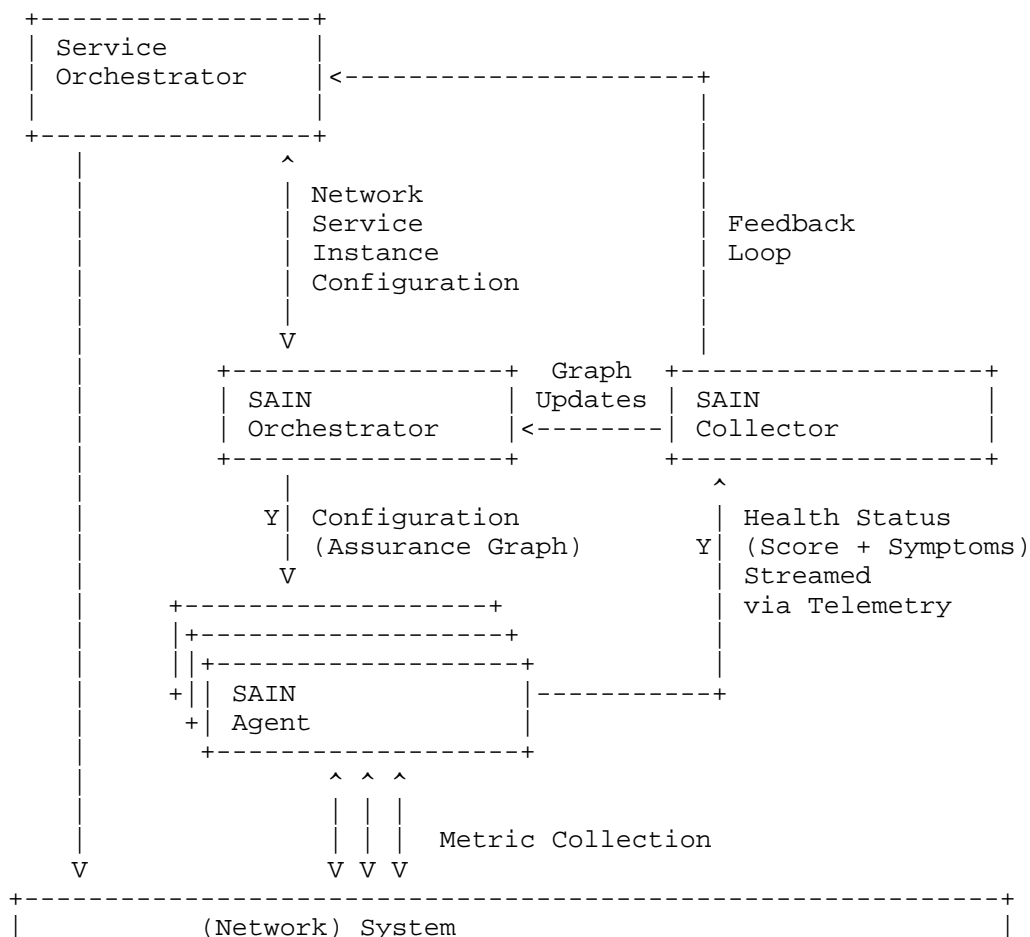 Service
Orchestrator
Network
Service
Instance
Configuration
Feedback
Loop
Graph
Updates
SAIN
Orchestrator
SAIN
Collector
Y
Configuration
(Assurance Graph)
Y
Health Status
(Score + Symptoms)
Streamed
via Telemetry
SAIN
Agent
Metric Collection
(Network) System